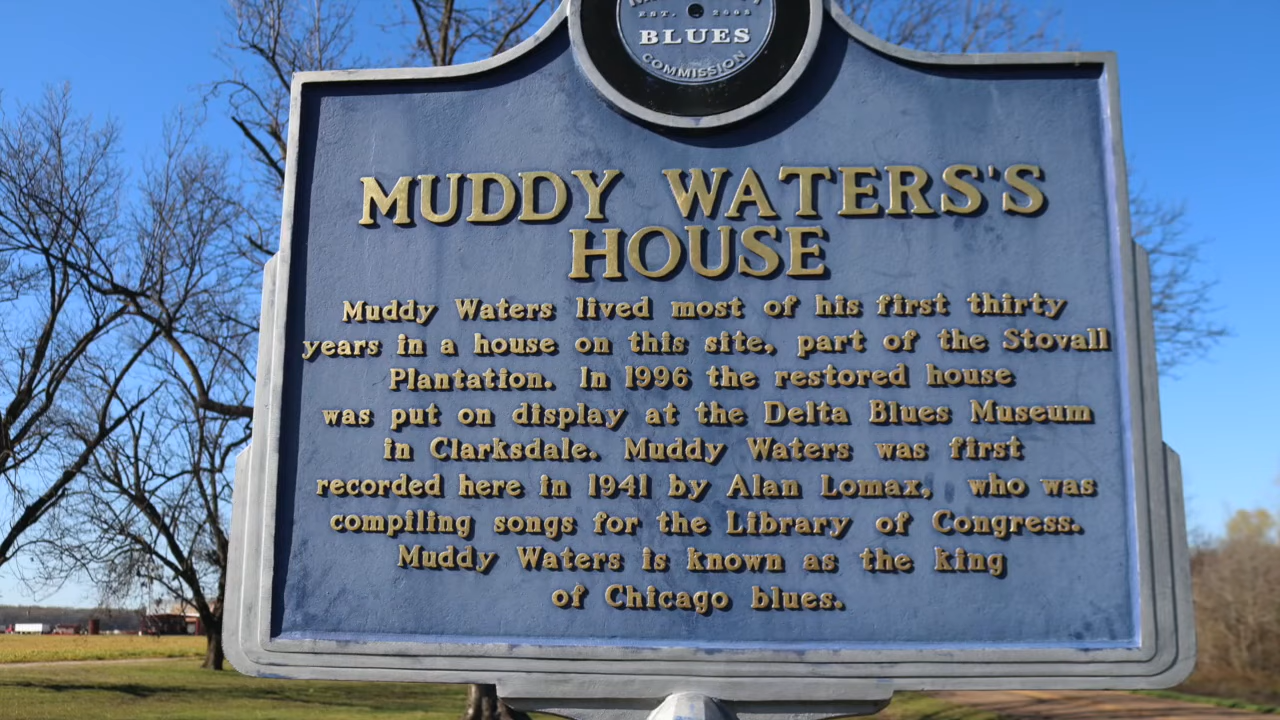 EST. 2003
BLUES
COMMISSION
MUDDY WATERS'S
HOUSE
Muddy Waters lived most of his first thirty
years in a house on this site, part of the Stovall
Plantation. In 1996 the restored house
was put on display at the Delta Blues Museum
in Clarksdale. Muddy Waters was first
recorded here in 1941 by Alan Lomax, who was
compiling songs for the Library of Congress.
Muddy Waters is known as the king
of Chicago blues.